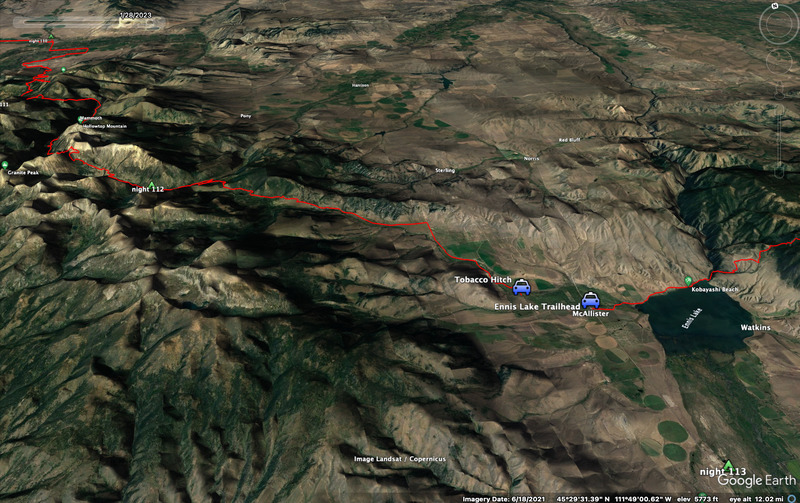 1/28/2023
N
night 110
Harrison
111
Mammoth
Hollowtop Mountain
Pony
Red Bluff
Norris
Granite Peak
Sterling
night 112
Tobacco Hitch
Kobayashi Beach
Ennis Lake Trailhead
McAllister
Ennis Lake
Watkins
Image Landsat / Copernicus
night 113
Google Earth
Imagery Date: 6/18/2021 45°29'31.39" N 111°49'00.62" W elev 5773 ft eye alt 12.02 mi